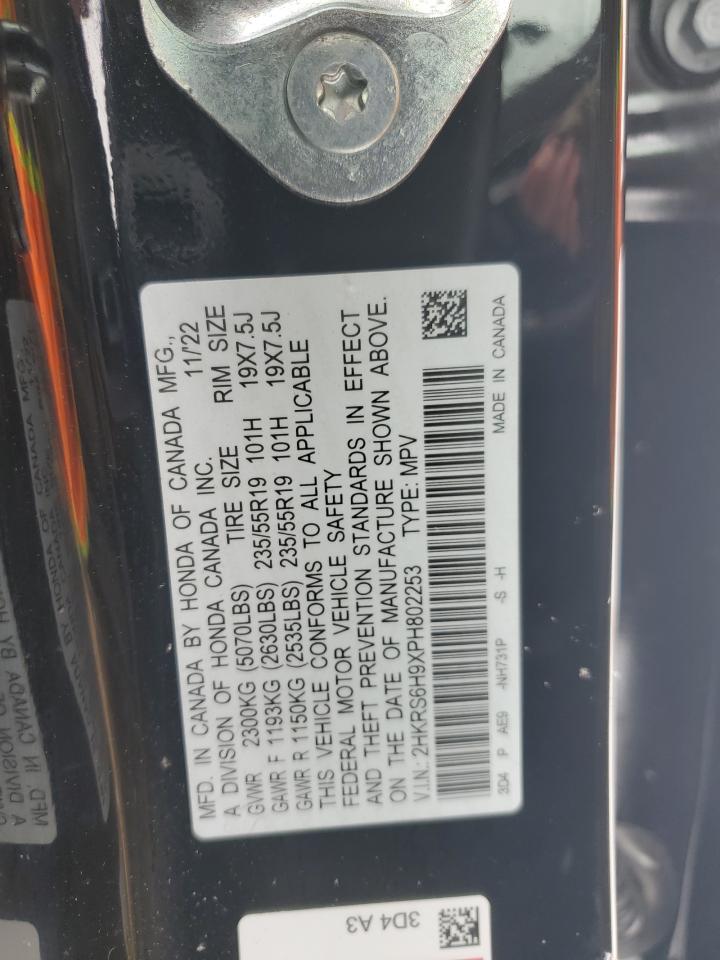 MFD. IN CANADA BY HONDA OF CANADA MFG.,
A DIVISION OF HONDA CANADA INC. 11/'22
GVWR 2300KG (5070LBS) TIRE SIZE RIM SIZE
GAWR F 1193KG (2630LBS) 235/55R19 101H 19X7.5J
GAWR R 1150KG (2535LBS) 235/55R19 101H 19X7.5J
THIS VEHICLE CONFORMS TO ALL APPLICABLE
FEDERAL MOTOR VEHICLE SAFETY
AND THEFT PREVENTION STANDARDS IN EFFECT
ON THE DATE OF MANUFACTURE SHOWN ABOVE.
V.I.N.: 2HKRS6H9XPH802253 TYPE: MPV
3D4 P AE9 -NH731P -S -H MADE IN CANADA
3D4 A3